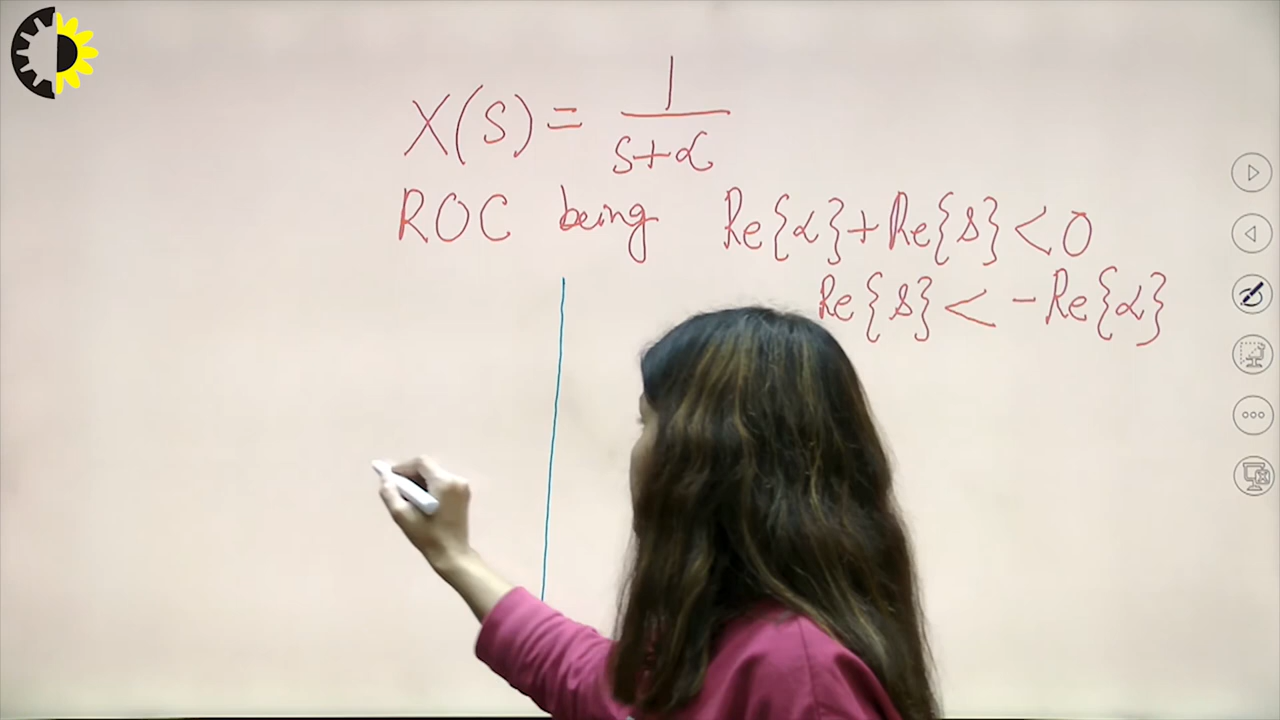 X(S) = 1/(s+α)
ROC being Re{α}+Re{s}<0
Re{s}< -Re{α}